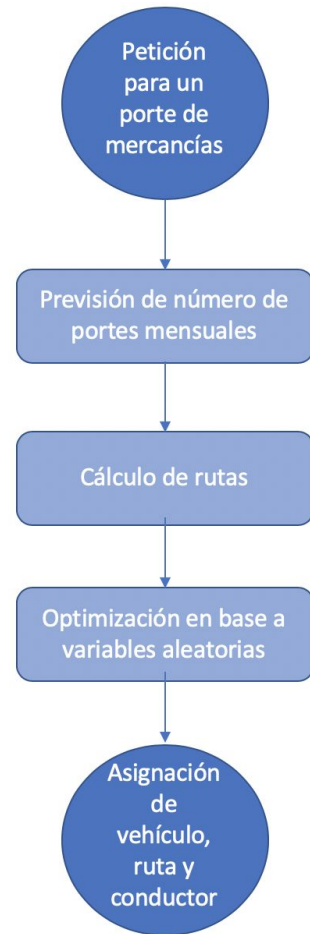 Petición
para un
porte de
mercancías
Previsión de número de
portes mensuales
Cálculo de rutas
Optimización en base a
variables aleatorias
Asignación
de
vehículo,
ruta y
conductor